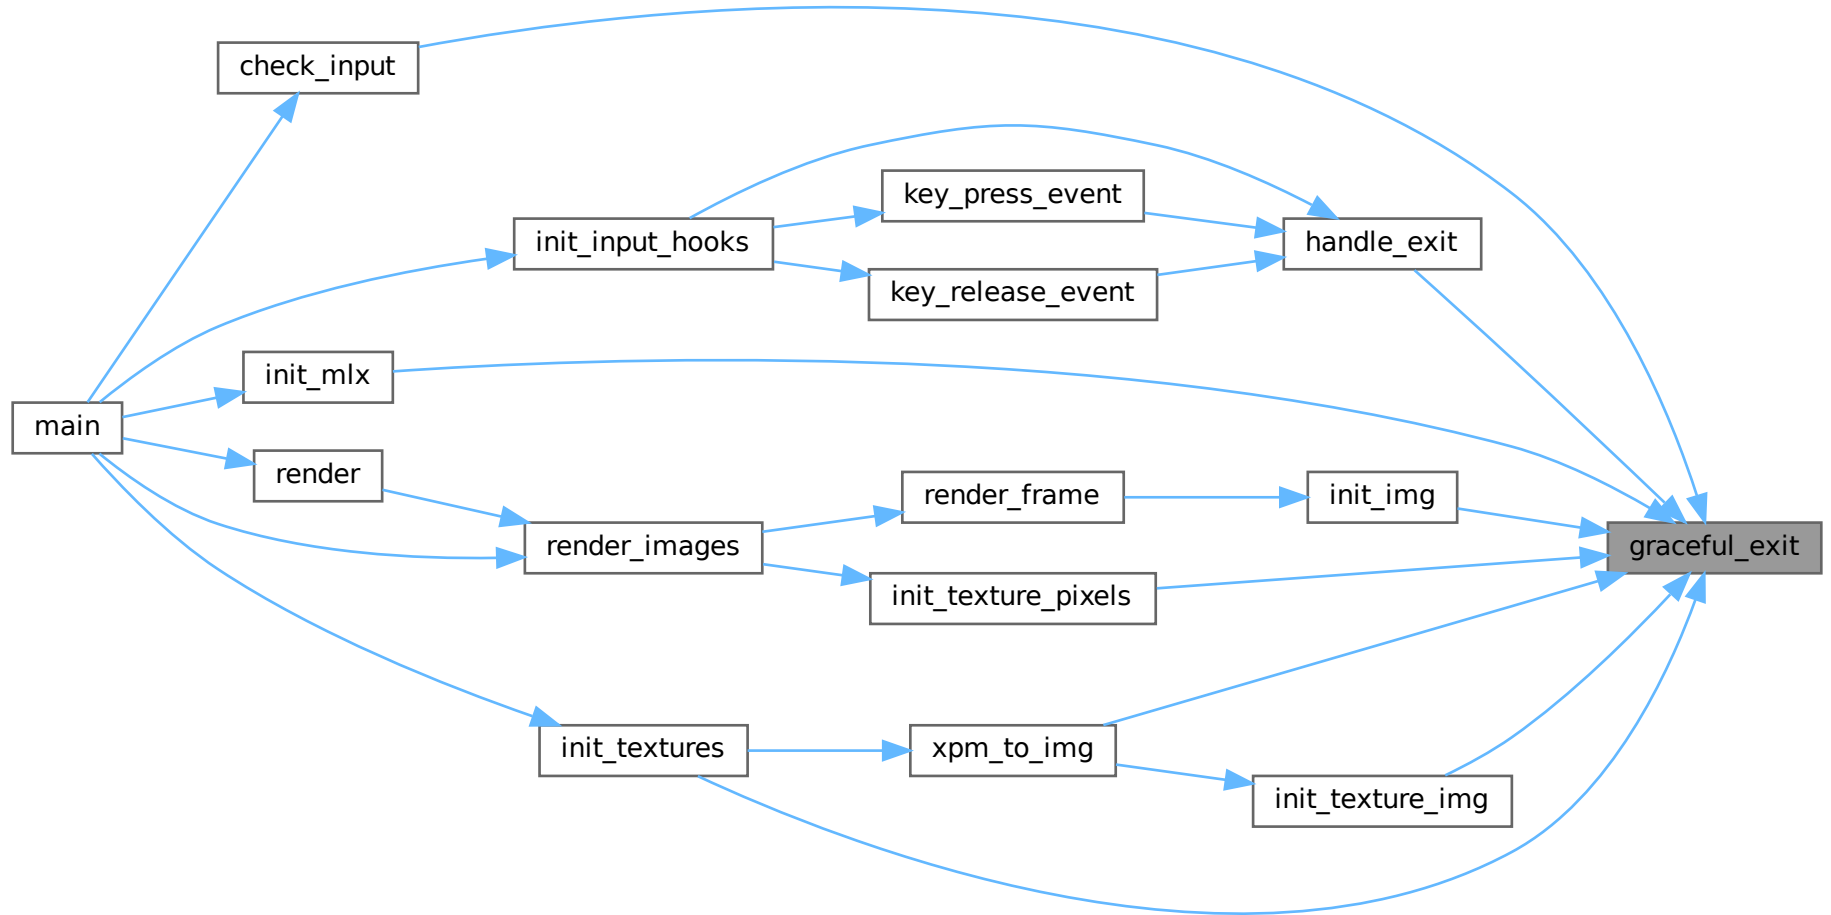 check_input
key_press_event
init_input_hooks
handle_exit
key_release_event
init_mlx
main
render
render_frame
init_img
render_images
graceful_exit
init_texture_pixels
init_textures
xpm_to_img
init_texture_img